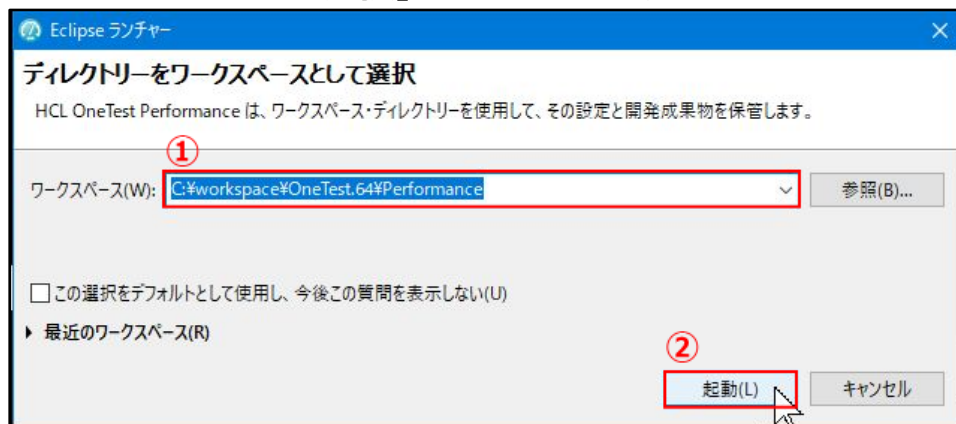 Eclipse ランチャー
ディレクトリーをワークスペースとして選択
HCL OneTest Performance は、ワークスペース・ディレクトリーを使用して、その設定と開発成果物を保管します。
①
ワークスペース(W): C:¥workspace¥OneTest.64¥Performance 参照(B)...
この選択をデフォルトとして使用し、今後この質問を表示しない(U)
最近のワークスペース(R)
②
起動(L) キャンセル